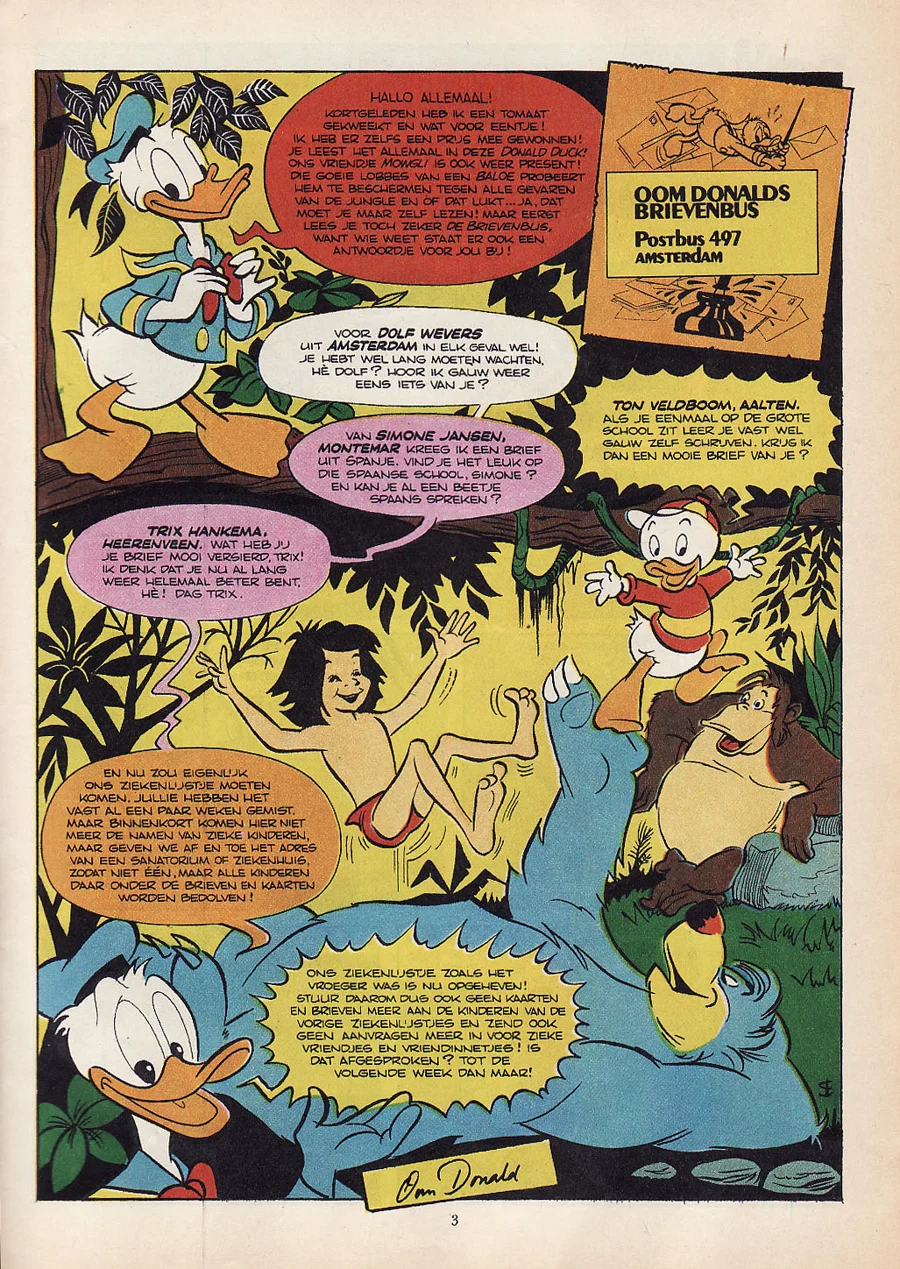 HALLO ALLEMAAL!
KORTGELEDEN HEB IK EEN TOMAAT
GEKWEEKT EN WAT VOOR EENTJE!
IK HEB ER ZELFS EEN PRIJS MEE GEWONNEN!
JE LEEST HET ALLEMAAL IN DEZE DONALD DUCK!
ONS VRIENDJE MOWGLI IS OOK WEER PRESENT!
DIE GOEIE LOBBES VAN EEN BALOE PROBEERT
HEM TE BESCHERMEN TEGEN ALLE GEVAREN
VAN DE JUNGLE EN OF DAT LUKT... JA, DAT
MOET JE MAAR ZELF LEZEN! MAAR EERST
LEES JE TOCH ZEKER DE BRIEVENBUS,
WANT WIE WEET STAAT ER OOK EEN
ANTWOORDJE VOOR JOU BIJ!
OOM DONALDS
BRIEVENBUS
Postbus 497
AMSTERDAM
VOOR DOLF WEVERS
UIT AMSTERDAM IN ELK GEVAL WEL!
JE HEBT WEL LANG MOETEN WACHTEN,
HÈ DOLF? HOOR IK GAUW WEER
EENS IETS VAN JE?
TON VELDBOOM, AALTEN.
ALS JE EENMAAL OP DE GROTE
SCHOOL ZIT LEER JE VAST WEL
GAUW ZELF SCHRIJVEN. KRIJG IK
DAN EEN MOOIE BRIEF VAN JE?
VAN SIMONE JANSEN,
MONTEMAR KREEG IK EEN BRIEF
UIT SPANJE. VIND JE HET LEUK OP
DIE SPAANSE SCHOOL, SIMONE?
EN KAN JE AL EEN BEETJE
SPAANS SPREKEN?
TRIX HANKEMA,
HEERENVEEN. WAT HEB JIJ
JE BRIEF MOOI VERSIERD, TRIX!
IK DENK DAT JE NU AL LANG
WEER HELEMAAL BETER BENT,
HÈ! DAG TRIX.
EN NU ZOU EIGENLIJK
ONS ZIEKENLIJSTJE MOETEN
KOMEN. JULLIE HEBBEN HET
VAST AL EEN PAAR WEKEN GEMIST.
MAAR BINNENKORT KOMEN HIER NIET
MEER DE NAMEN VAN ZIEKE KINDEREN,
MAAR GEVEN WE AF EN TOE HET ADRES
VAN EEN SANATORIUM OF ZIEKENHUIS,
ZODAT NIET ÉÉN, MAAR ALLE KINDEREN
DAAR ONDER DE BRIEVEN EN KAARTEN
WORDEN BEDOLVEN!
ONS ZIEKENLIJSTJE ZOALS HET
VROEGER WAS IS NU OPGEHEVEN!
STUUR DAAROM DUS OOK GEEN KAARTEN
EN BRIEVEN MEER AAN DE KINDEREN VAN DE
VORIGE ZIEKENLIJSTJES EN ZEND OOK
GEEN AANVRAGEN MEER IN VOOR ZIEKE
VRIENDJES EN VRIENDINNETJES! IS
DAT AFGESPROKEN? TOT DE
VOLGENDE WEEK DAN MAAR!
Oom Donald
3